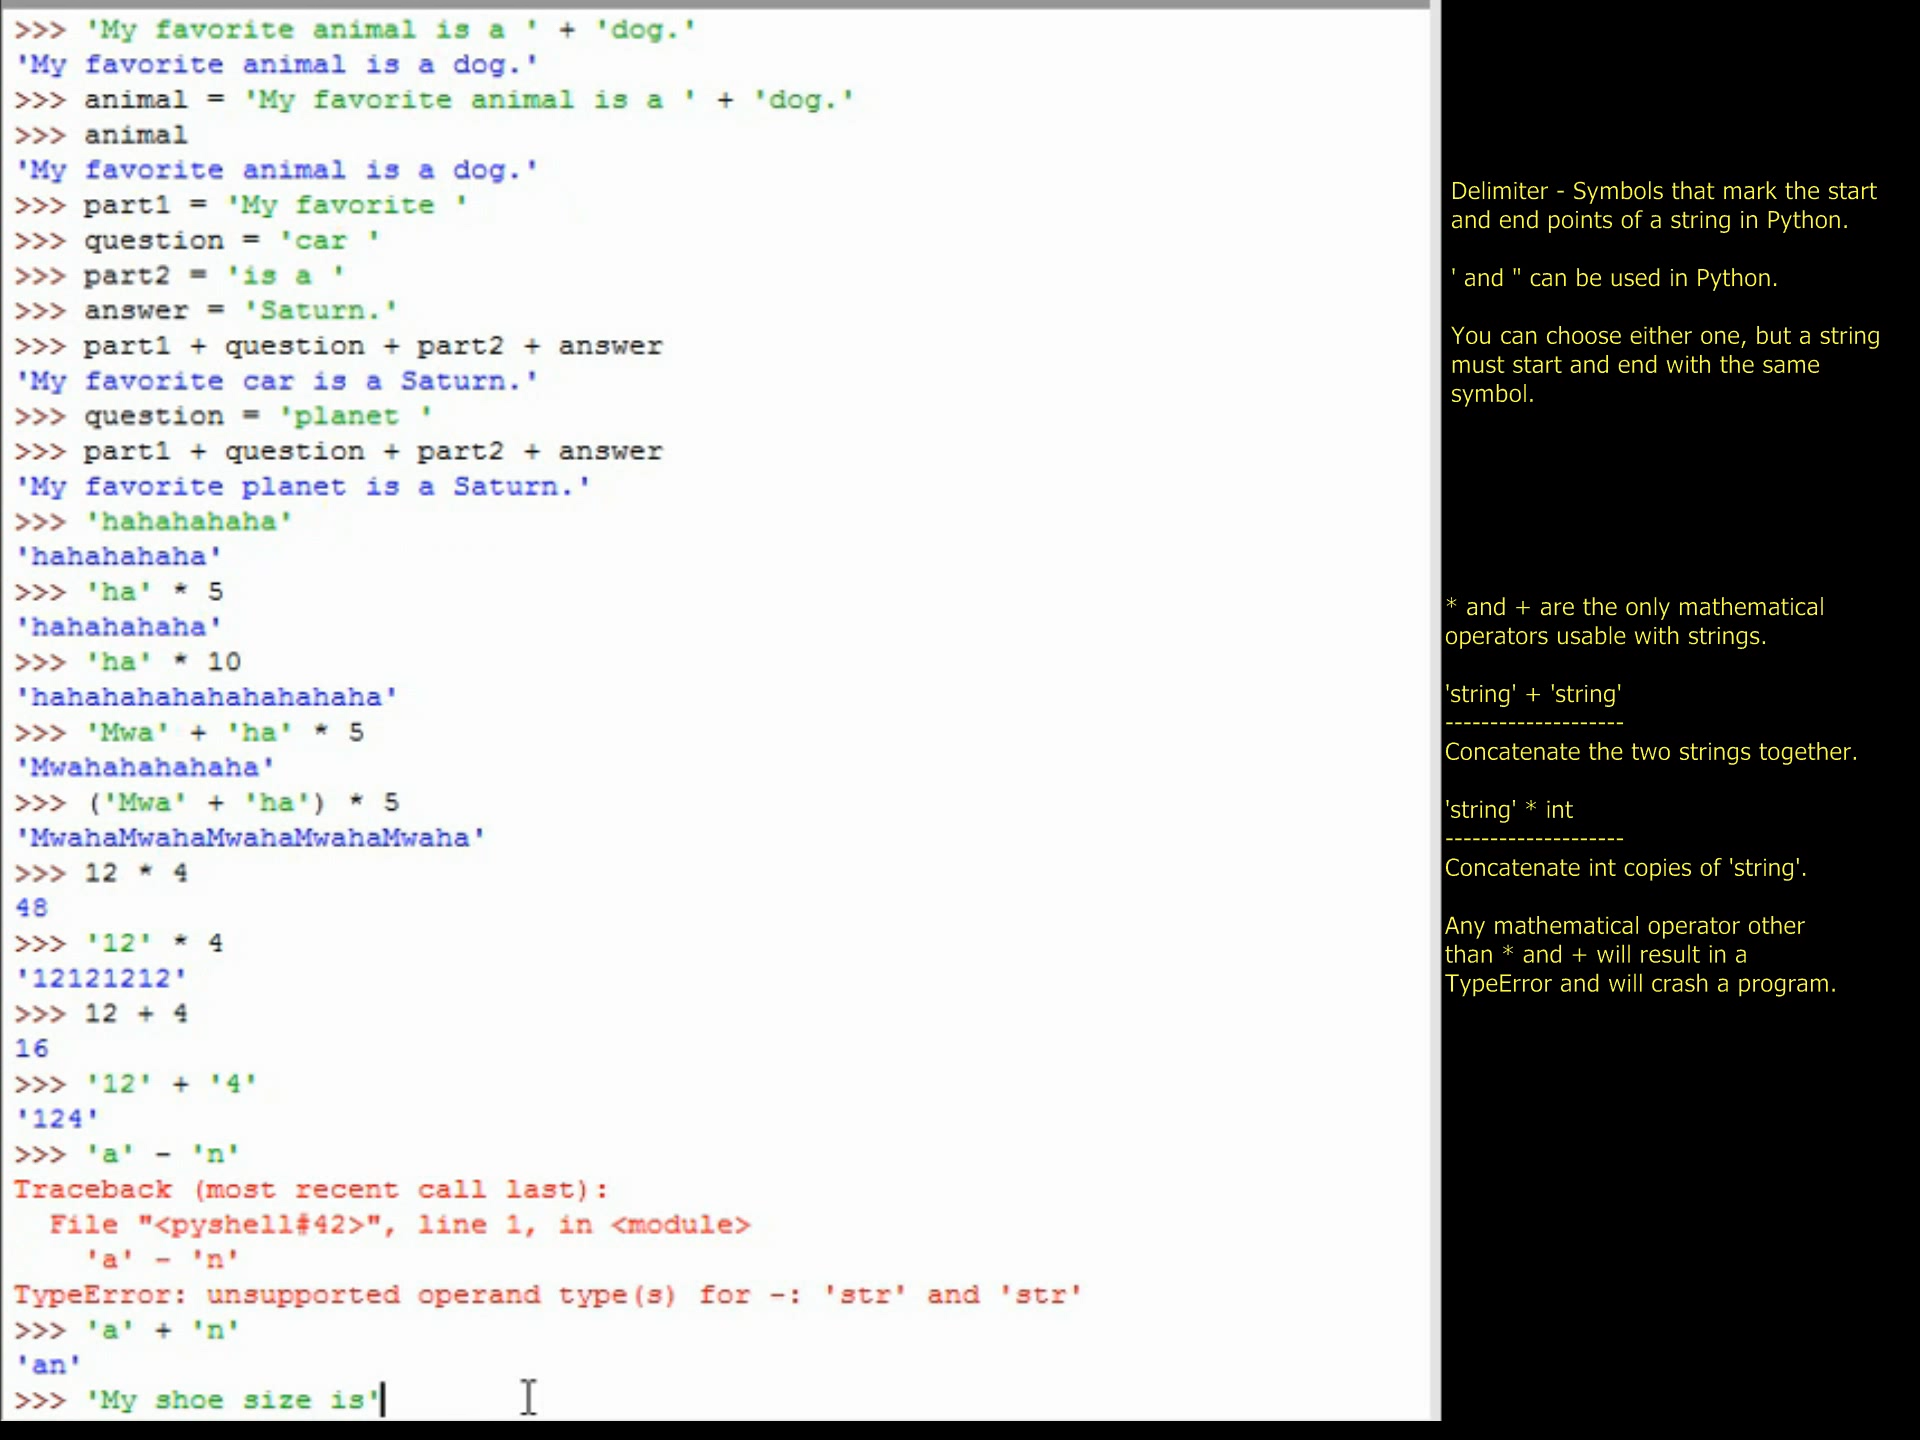 >>> 'My favorite animal is a ' + 'dog.'
'My favorite animal is a dog.'
>>> animal = 'My favorite animal is a ' + 'dog.'
>>> animal
'My favorite animal is a dog.'
>>> part1 = 'My favorite '
>>> question = 'car '
>>> part2 = 'is a '
>>> answer = 'Saturn.'
>>> part1 + question + part2 + answer
'My favorite car is a Saturn.'
>>> question = 'planet '
>>> part1 + question + part2 + answer
'My favorite planet is a Saturn.'
>>> 'hahahahaha'
'hahahahaha'
>>> 'ha' * 5
'hahahahaha'
>>> 'ha' * 10
'hahahahahahahahahaha'
>>> 'Mwa' + 'ha' * 5
'Mwahahahahaha'
>>> ('Mwa' + 'ha') * 5
'MwahaMwahaMwahaMwahaMwaha'
>>> 12 * 4
48
>>> '12' * 4
'12121212'
>>> 12 + 4
16
>>> '12' + '4'
'124'
>>> 'a' - 'n'
Traceback (most recent call last):
  File "<pyshell#42>", line 1, in <module>
    'a' - 'n'
TypeError: unsupported operand type(s) for -: 'str' and 'str'
>>> 'a' + 'n'
'an'
>>> 'My shoe size is'
Delimiter - Symbols that mark the start
and end points of a string in Python.
' and " can be used in Python.
You can choose either one, but a string
must start and end with the same
symbol.
* and + are the only mathematical
operators usable with strings.
'string' + 'string'
--------------------
Concatenate the two strings together.
'string' * int
--------------------
Concatenate int copies of 'string'.
Any mathematical operator other
than * and + will result in a
TypeError and will crash a program.